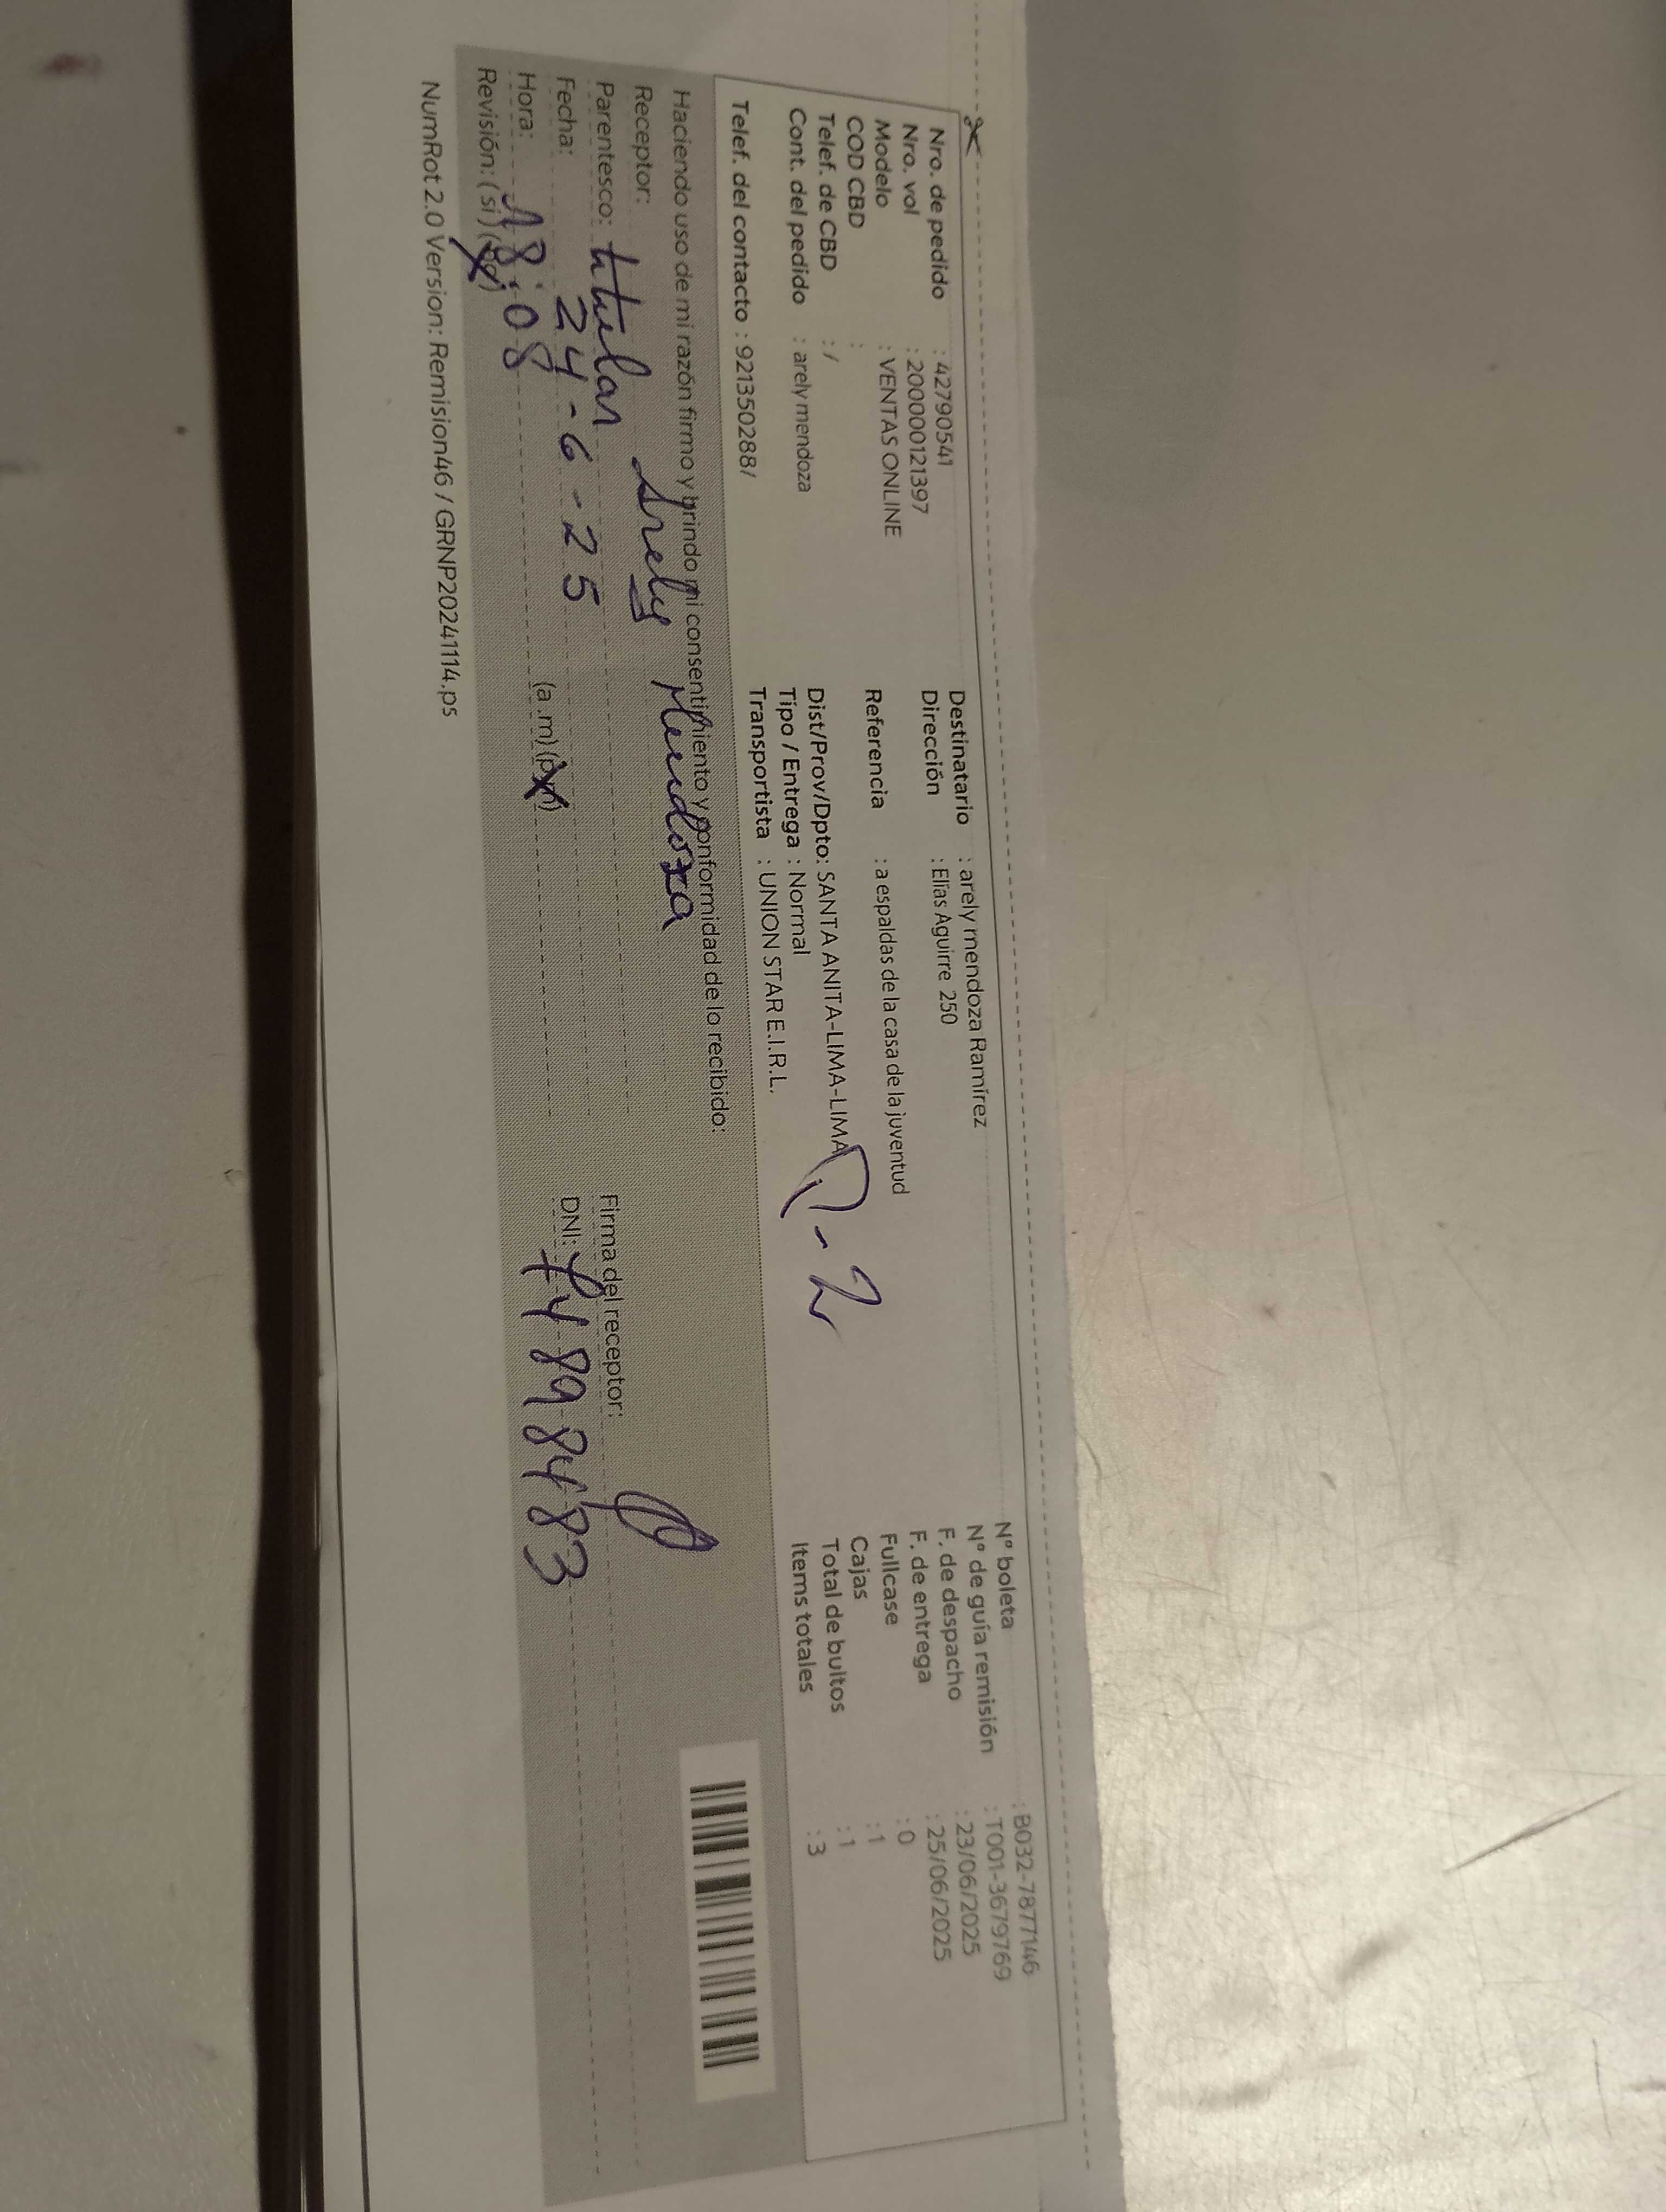 Nro. de pedido : 42790541
Nro. vol : 2000000121397
Modelo : VENTAS ONLINE
COD CBD :
Telef. de CBD : /
Cont. del pedido : arely mendoza
Telef. del contacto : 921350288/
Destinatario : arely mendoza Ramírez
Dirección : Elías Aguirre 250
Referencia : a espaldas de la casa de la juventud
Dist/Prov/Dpto: SANTA ANITA-LIMA-LIMA
Tipo / Entrega : Normal
Transportista : UNION STAR E.I.R.L.
N° boleta : B032-7877146
N° de guía remisión : T001-3679769
F. de despacho : 23/06/2025
F. de entrega : 25/06/2025
Fullcase : 0
Cajas : 1
Total de bultos : 1
Items totales : 3
Haciendo uso de mi razón firmo y brindo mi consentimiento y conformidad de lo recibido:
Receptor: Arely Mendoza
Parentesco: titular
Fecha: 24-6-25
Hora: 18:08 (a.m) (p.m)
Revisión: (si) (no)
Firma del receptor:
DNI: 74898483
NumRot 2.0 Version: Remision46 / GRNP20241114.ps